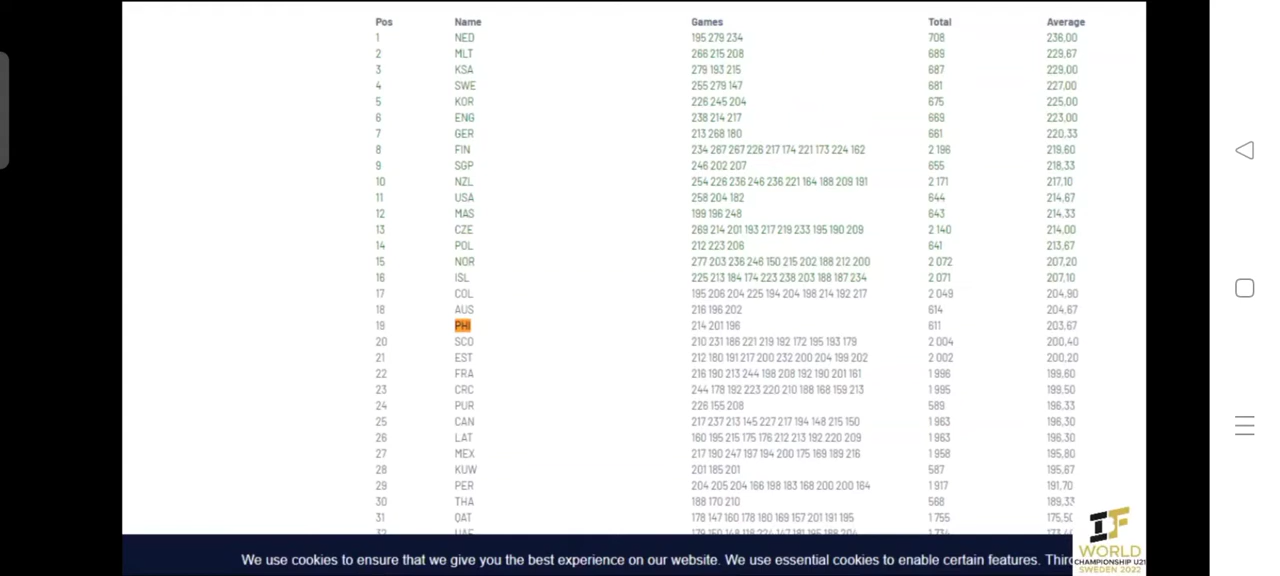 Pos Name Games Total Average
1 NED 195 279 234 708 236,00
2 MLT 266 215 208 689 229,67
3 KSA 279 193 215 687 229,00
4 SWE 255 279 147 681 227,00
5 KOR 226 245 204 675 225,00
6 ENG 238 214 217 669 223,00
7 GER 213 268 180 661 220,33
8 FIN 234 267 267 226 217 174 221 173 224 162 2 196 219,60
9 SGP 246 202 207 655 218,33
10 NZL 254 226 236 246 236 221 164 188 209 191 2 171 217,10
11 USA 258 204 182 644 214,67
12 MAS 199 196 248 643 214,33
13 CZE 269 214 201 193 217 219 233 195 190 209 2 140 214,00
14 POL 212 223 206 641 213,67
15 NOR 277 203 236 246 150 215 202 188 212 200 2 072 207,20
16 ISL 225 213 184 174 223 238 203 188 187 234 2 071 207,10
17 COL 195 206 204 225 194 204 198 214 192 217 2 049 204,90
18 AUS 216 196 202 614 204,67
19 PHI 214 201 196 611 203,67
20 SCO 210 231 186 221 219 192 172 195 193 179 2 004 200,40
21 EST 212 180 191 217 200 232 200 204 199 202 2 002 200,20
22 FRA 216 190 213 244 198 208 192 190 201 161 1 996 199,60
23 CRC 244 178 192 223 220 210 188 168 159 213 1 995 199,50
24 PUR 226 155 208 589 196,33
25 CAN 217 237 213 145 227 217 194 148 215 150 1 963 196,30
26 LAT 160 195 215 175 176 212 213 192 220 209 1 963 196,30
27 MEX 217 190 247 197 194 200 175 169 189 216 1 958 195,80
28 KUW 201 185 201 587 195,67
29 PER 204 205 204 166 198 183 168 200 200 164 1 917 191,70
30 THA 188 170 210 568 189,33
31 QAT 178 147 160 178 180 169 157 201 191 195 1 755 175,50
We use cookies to ensure that we give you the best experience on our website. We use essential cookies to enable certain features. Thir
IBF
WORLD
CHAMPIONSHIP U21
SWEDEN 2022